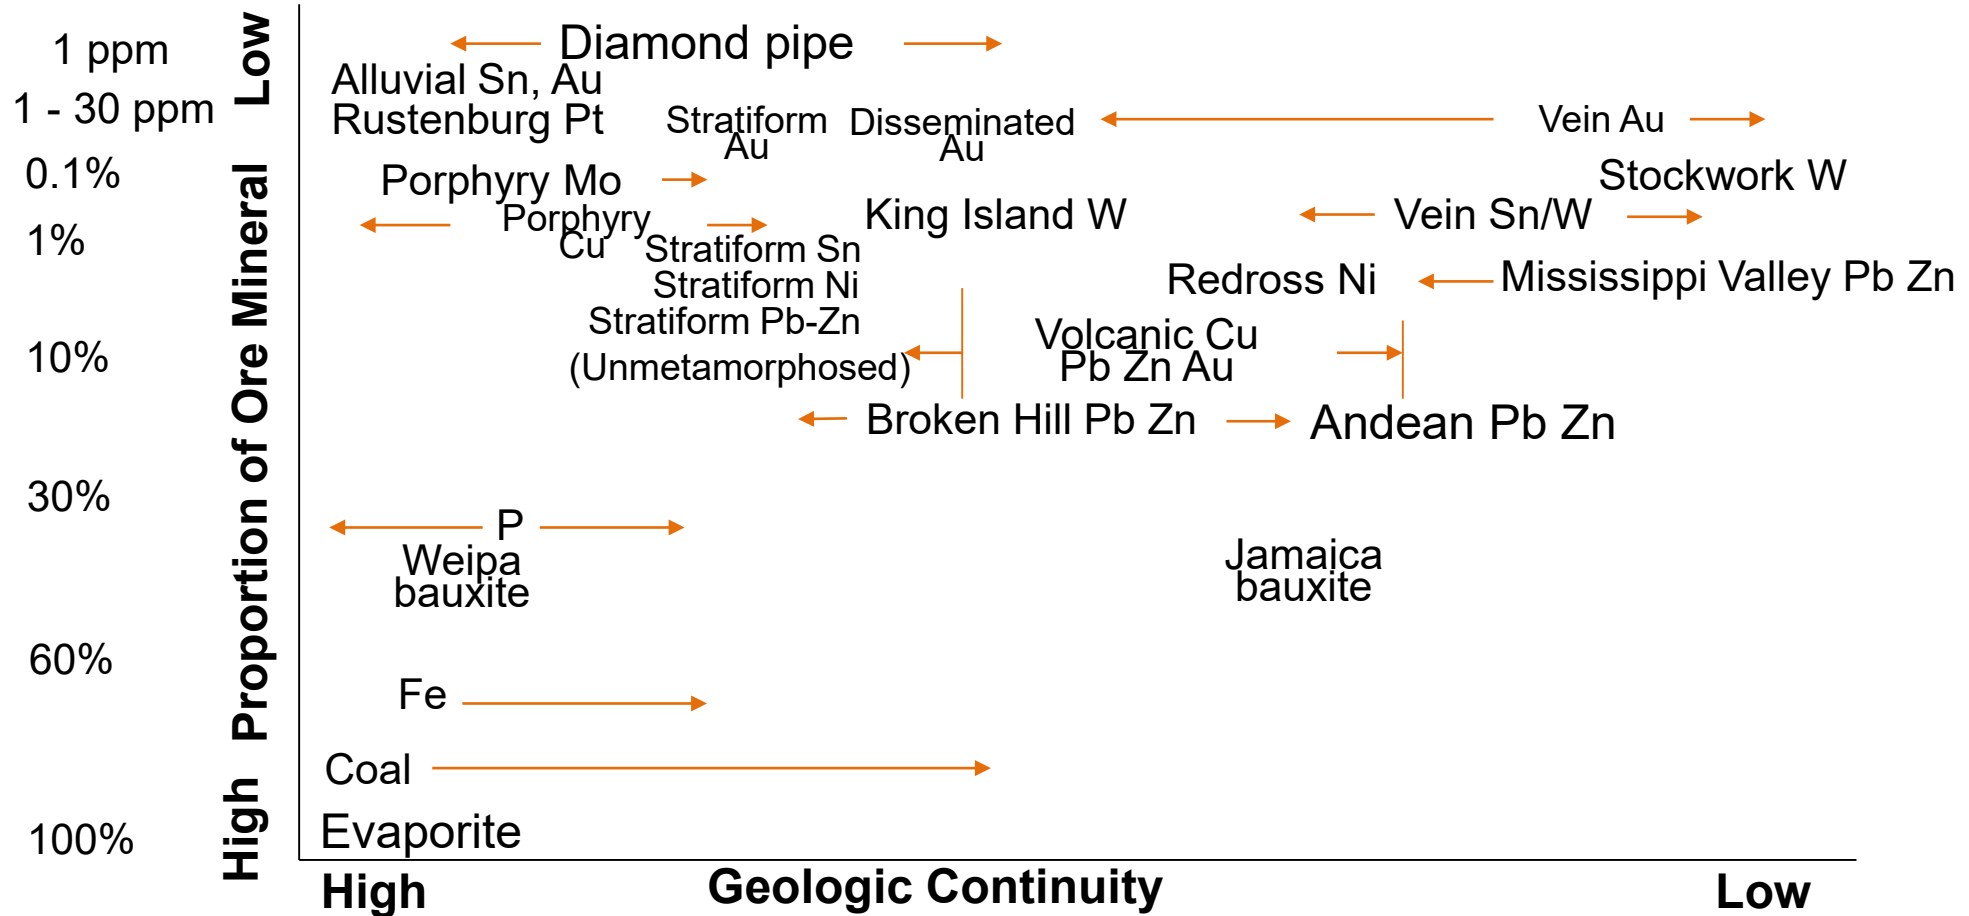 1 ppm
1 - 30 ppm
0.1%
1%
10%
30%
60%
100%
High Proportion of Ore Mineral Low
Diamond pipe
Alluvial Sn, Au
Rustenburg Pt
Stratiform
Au
Disseminated
Au
Vein Au
Stockwork W
Porphyry Mo
Porphyry
Cu
King Island W
Vein Sn/W
Stratiform Sn
Stratiform Ni
Stratiform Pb-Zn
(Unmetamorphosed)
Redross Ni
Mississippi Valley Pb Zn
Volcanic Cu
Pb Zn Au
Broken Hill Pb Zn
Andean Pb Zn
P
Weipa
bauxite
Jamaica
bauxite
Fe
Coal
Evaporite
High Geologic Continuity Low